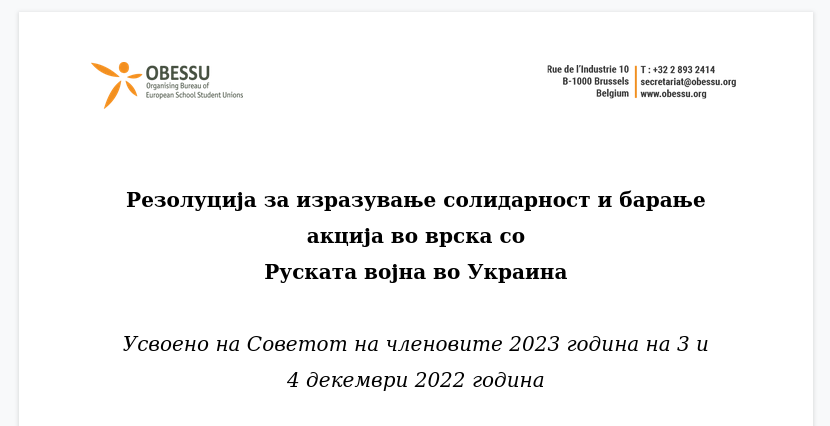 OBESSU
Organising Bureau of
European School Student Unions
Rue de l'Industrie 10
B-1000 Brussels
Belgium
T : +32 2 893 2414
secretariat@obessu.org
www.obessu.org
Резолуција за изразување солидарност и барање
акција во врска со
Руската војна во Украина
Усвоено на Советот на членовите 2023 година на 3 и
4 декември 2022 година